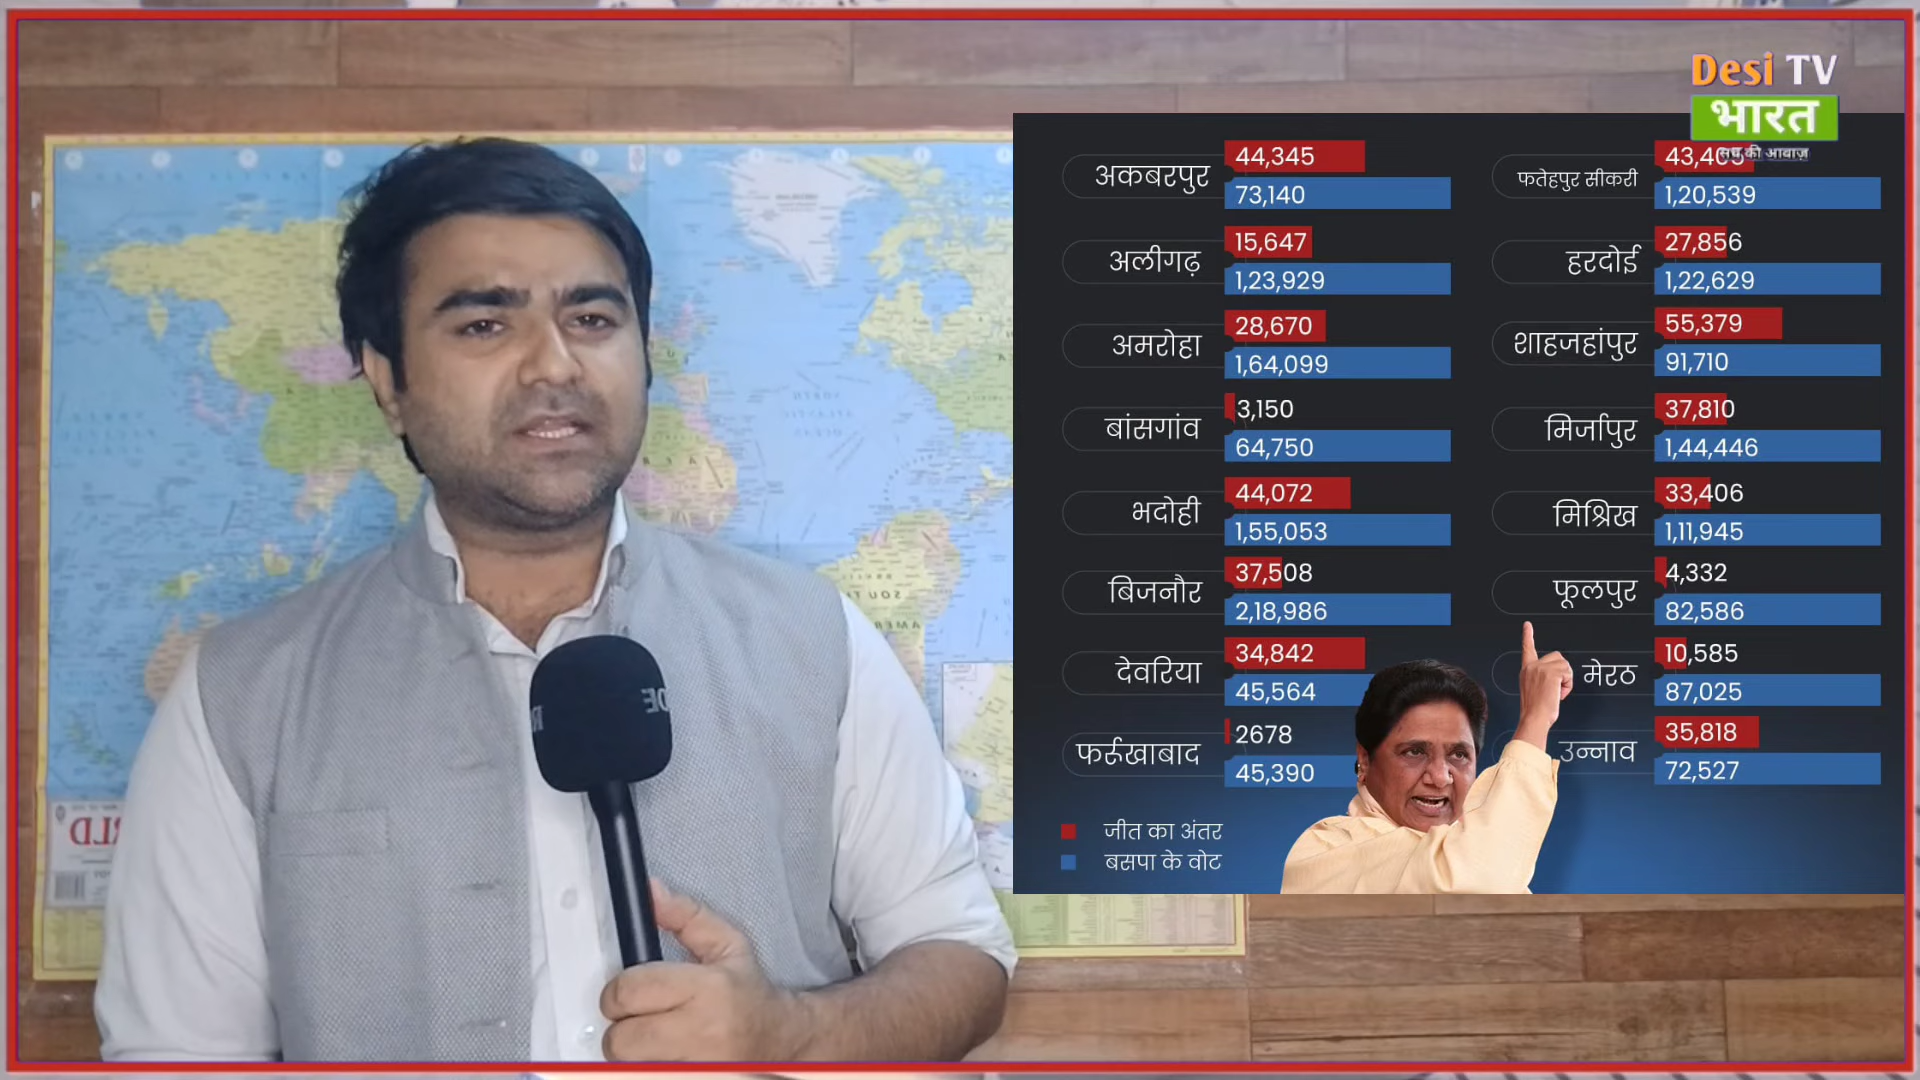 Desi TV
भारत
सच की आवाज़
अकबरपुर
44,345
73,140
अलीगढ़
15,647
1,23,929
अमरोहा
28,670
1,64,099
बांसगांव
3,150
64,750
भदोही
44,072
1,55,053
बिजनौर
37,508
2,18,986
देवरिया
34,842
45,564
फर्रुखाबाद
2678
45,390
फतेहपुर सीकरी
1,20,539
हरदोई
27,856
1,22,629
शाहजहांपुर
55,379
91,710
मिर्जापुर
37,810
1,44,446
मिश्रिख
33,406
1,11,945
फूलपुर
4,332
82,586
मेरठ
10,585
87,025
उन्नाव
35,818
72,527
जीत का अंतर
बसपा के वोट